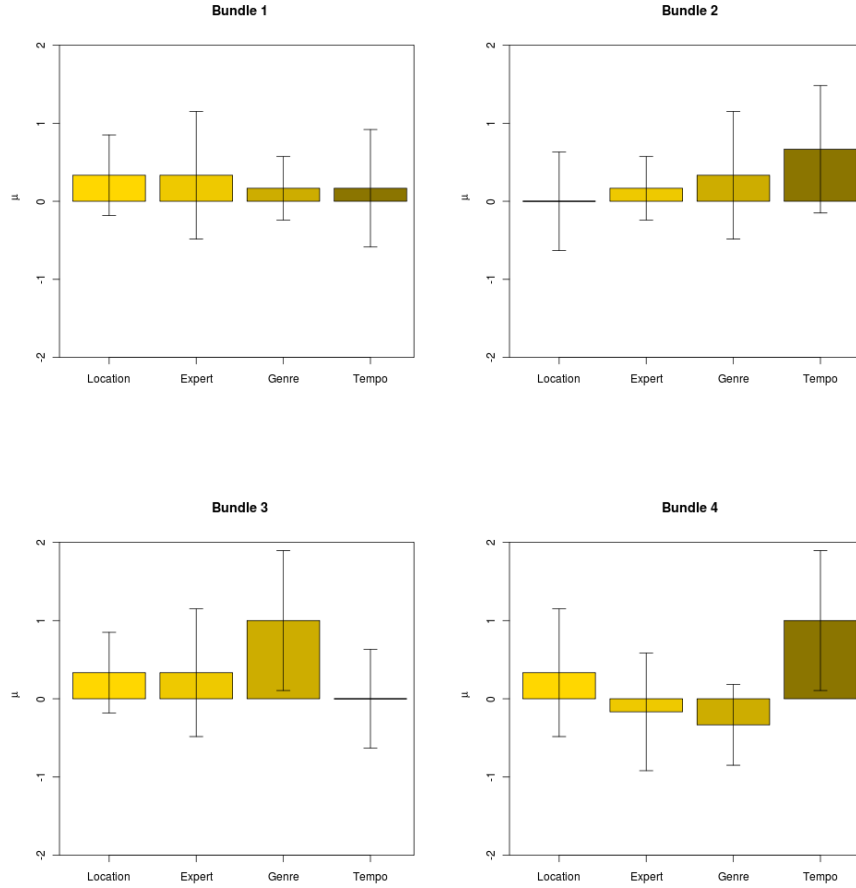 Bundle 1
2
1
0
-1
-2
μ
Location Expert Genre Tempo
Bundle 2
2
1
0
-1
-2
μ
Location Expert Genre Tempo
Bundle 3
2
1
0
-1
-2
μ
Location Expert Genre Tempo
Bundle 4
2
1
0
-1
-2
μ
Location Expert Genre Tempo